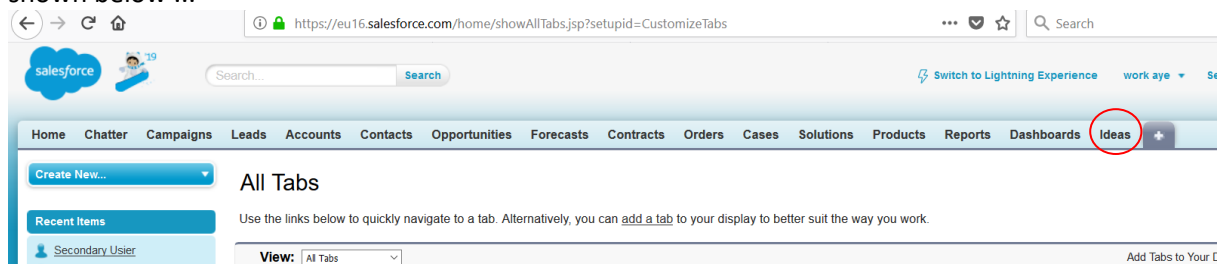 shown below ...
https://eu16.salesforce.com/home/showAllTabs.jsp?setupid=CustomizeTabs
Search
salesforce '19
Search... Search
Switch to Lightning Experience work aye
Home Chatter Campaigns Leads Accounts Contacts Opportunities Forecasts Contracts Orders Cases Solutions Products Reports Dashboards Ideas +
Create New...
All Tabs
Recent Items
Use the links below to quickly navigate to a tab. Alternatively, you can add a tab to your display to better suit the way you work.
Secondary Usier
View: All Tabs
Add Tabs to Your